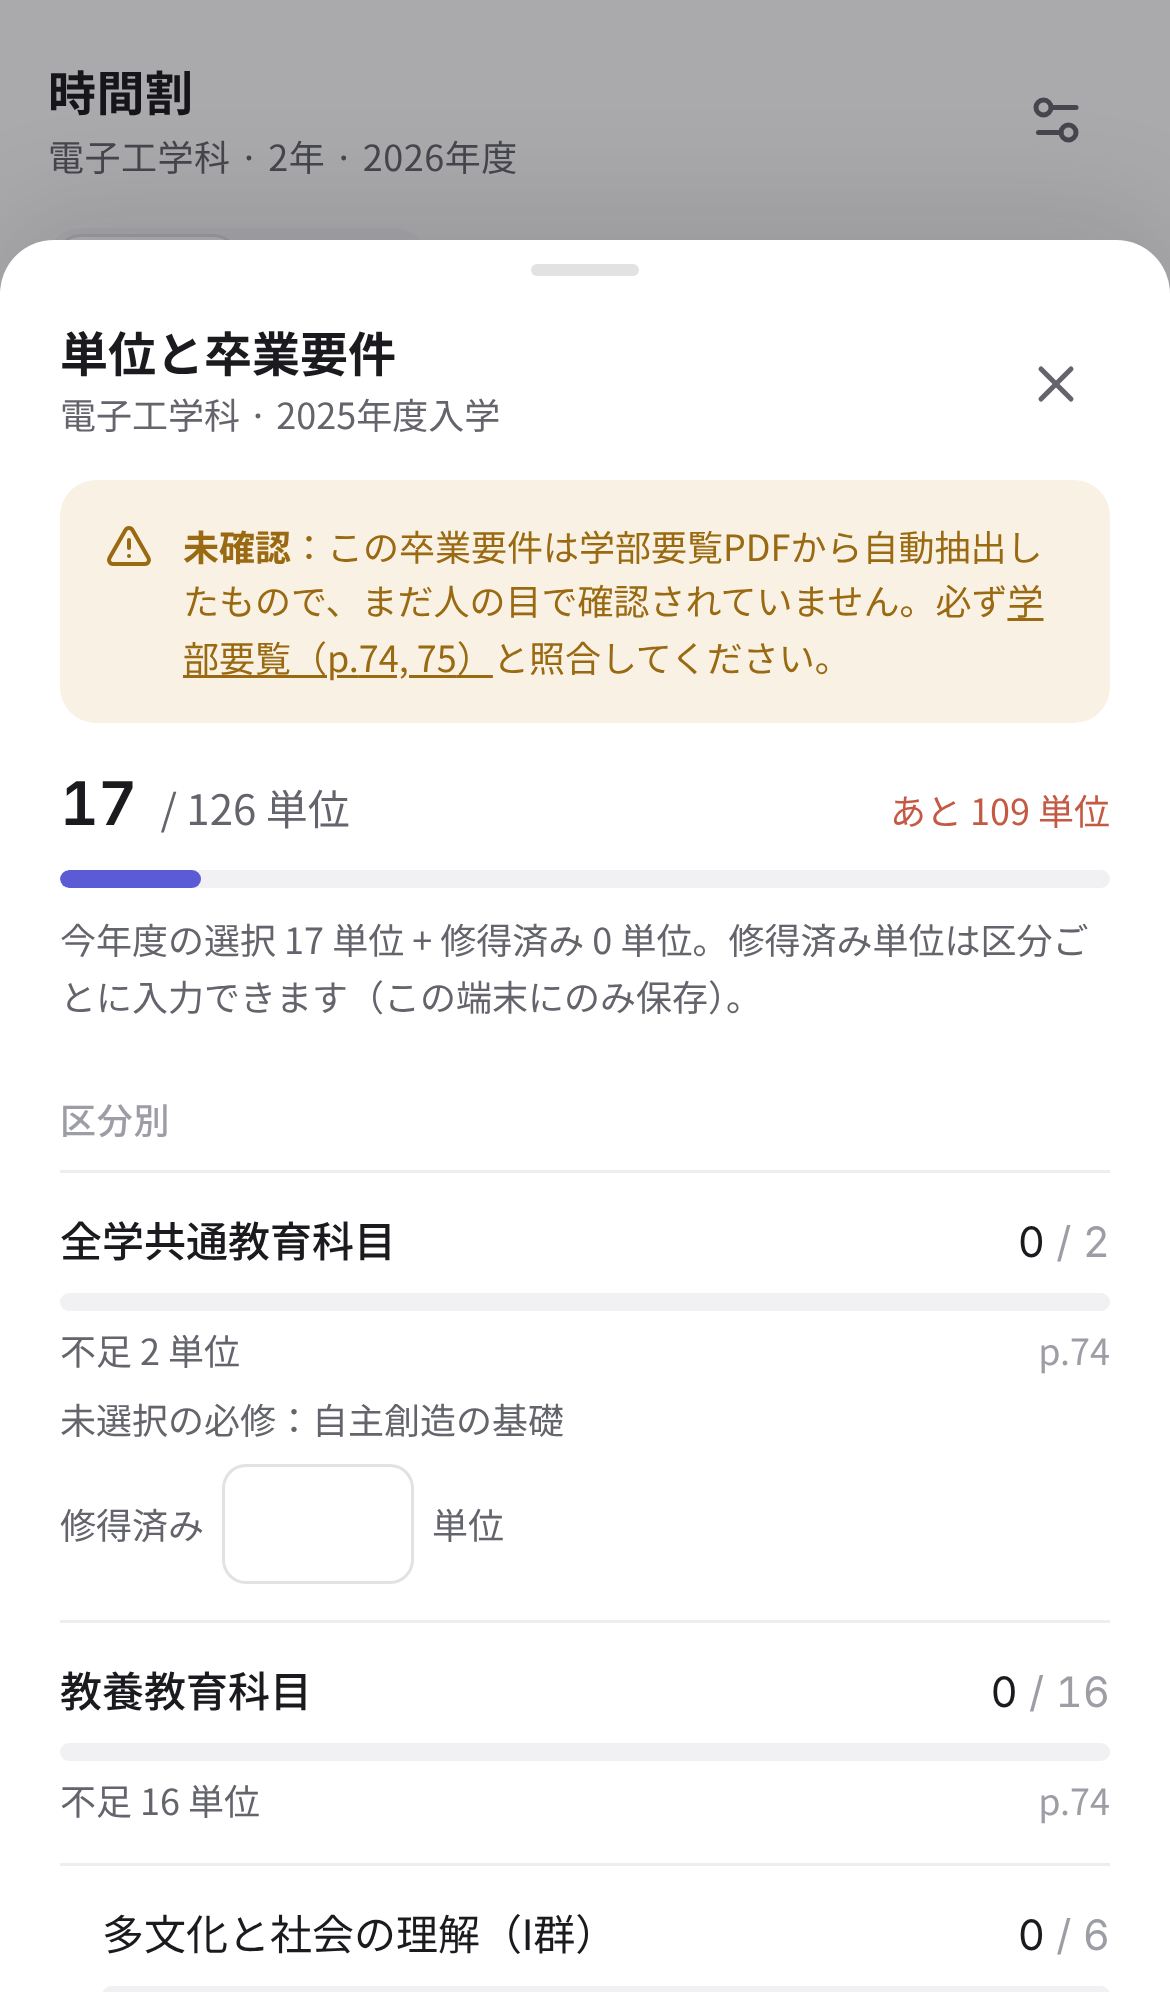 時間割
電子工学科 · 2年 · 2026年度
単位と卒業要件
電子工学科 · 2025年度入学
未確認：この卒業要件は学部要覧PDFから自動抽出し
たもので、まだ人の目で確認されていません。必ず学
部要覧（p.74, 75）と照合してください。
17 / 126 単位
あと 109 単位
今年度の選択 17 単位 + 修得済み 0 単位。修得済み単位は区分ご
とに入力できます（この端末にのみ保存）。
区分別
全学共通教育科目
0 / 2
不足 2 単位
p.74
未選択の必修：自主創造の基礎
修得済み 単位
教養教育科目
0 / 16
不足 16 単位
p.74
多文化と社会の理解（I群）
0 / 6